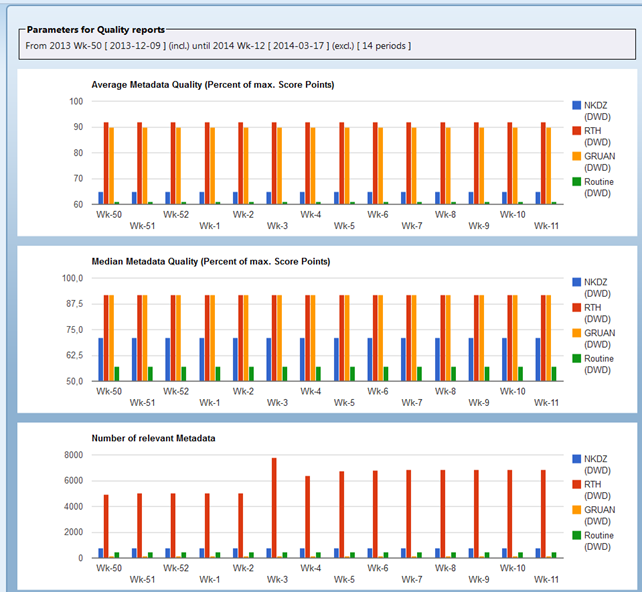 Parameters for Quality reports
From 2013 Wk-50 [ 2013-12-09 ] (incl.) until 2014 Wk-12 [ 2014-03-17 ] (excl.) [ 14 periods ]
Average Metadata Quality (Percent of max. Score Points)
100
90
80
70
60
Wk-50
Wk-51
Wk-52
Wk-1
Wk-2
Wk-3
Wk-4
Wk-5
Wk-6
Wk-7
Wk-8
Wk-9
Wk-10
Wk-11
NKDZ
(DWD)
RTH
(DWD)
GRUAN
(DWD)
Routine
(DWD)
Median Metadata Quality (Percent of max. Score Points)
100,0
87,5
75,0
62,5
50,0
Wk-50
Wk-51
Wk-52
Wk-1
Wk-2
Wk-3
Wk-4
Wk-5
Wk-6
Wk-7
Wk-8
Wk-9
Wk-10
Wk-11
NKDZ
(DWD)
RTH
(DWD)
GRUAN
(DWD)
Routine
(DWD)
Number of relevant Metadata
8000
6000
4000
2000
0
Wk-50
Wk-51
Wk-52
Wk-1
Wk-2
Wk-3
Wk-4
Wk-5
Wk-6
Wk-7
Wk-8
Wk-9
Wk-10
Wk-11
NKDZ
(DWD)
RTH
(DWD)
GRUAN
(DWD)
Routine
(DWD)